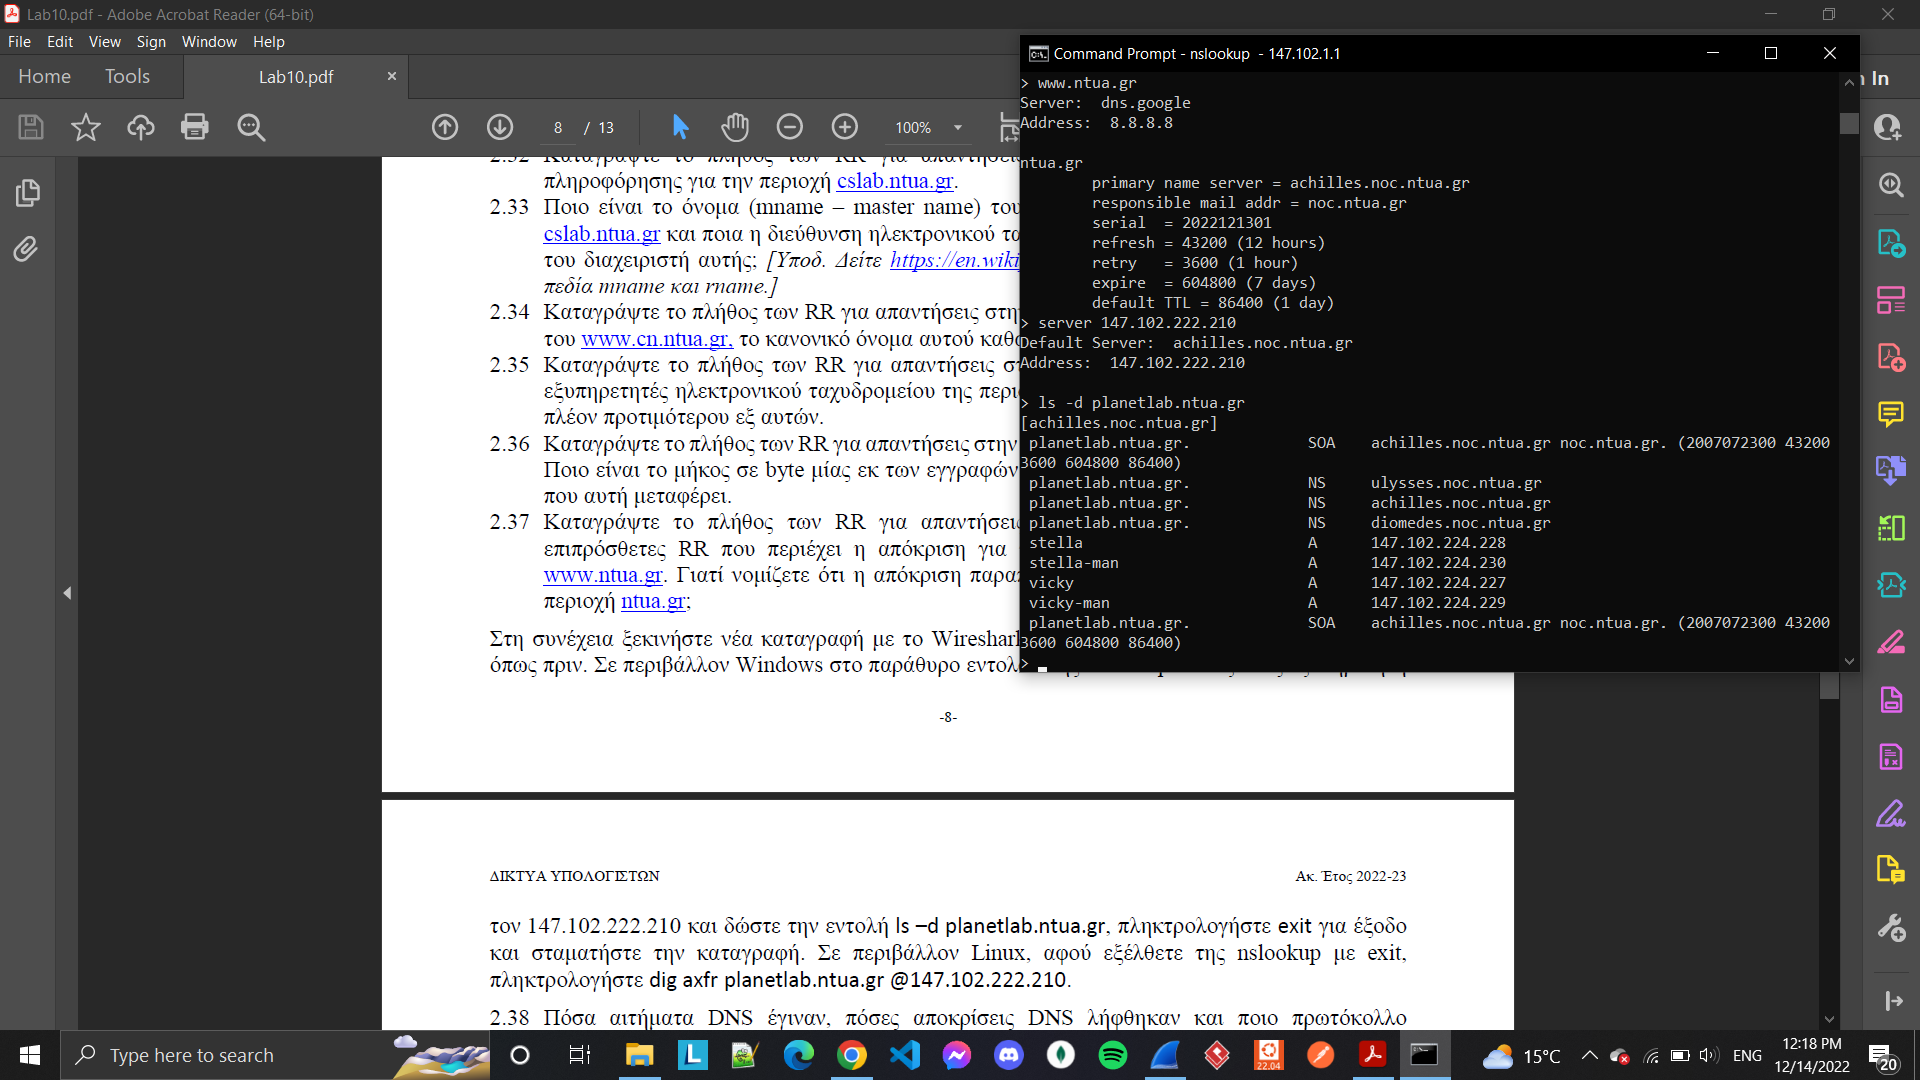 Lab10.pdf - Adobe Acrobat Reader (64-bit)
File Edit View Sign Window Help
Home Tools Lab10.pdf ×
8 / 13 100%
In
2.32 Καταγράψτε το πλήθος των RR για απαντήσεις
πληροφόρησης για την περιοχή cslab.ntua.gr.
2.33 Ποιο είναι το όνομα (mname – master name) του
cslab.ntua.gr και ποια η διεύθυνση ηλεκτρονικού τα
του διαχειριστή αυτής; [Υποδ. Δείτε https://en.wiki
πεδία mname και rname.]
2.34 Καταγράψτε το πλήθος των RR για απαντήσεις στη
του www.cn.ntua.gr, το κανονικό όνομα αυτού καθ
2.35 Καταγράψτε το πλήθος των RR για απαντήσεις σ
εξυπηρετητές ηλεκτρονικού ταχυδρομείου της περι
πλέον προτιμότερου εξ αυτών.
2.36 Καταγράψτε το πλήθος των RR για απαντήσεις στην
Ποιο είναι το μήκος σε byte μίας εκ των εγγραφών
που αυτή μεταφέρει.
2.37 Καταγράψτε το πλήθος των RR για απαντήσεις
επιπρόσθετες RR που περιέχει η απόκριση για
www.ntua.gr. Γιατί νομίζετε ότι η απόκριση παρα
περιοχή ntua.gr;
Στη συνέχεια ξεκινήστε νέα καταγραφή με το Wireshark
όπως πριν. Σε περιβάλλον Windows στο παράθυρο εντολ
-8-
ΔΙΚΤΥΑ ΥΠΟΛΟΓΙΣΤΩΝ Ακ. Έτος 2022-23
τον 147.102.222.210 και δώστε την εντολή ls –d planetlab.ntua.gr, πληκτρολογήστε exit για έξοδο
και σταματήστε την καταγραφή. Σε περιβάλλον Linux, αφού εξέλθετε της nslookup με exit,
πληκτρολογήστε dig axfr planetlab.ntua.gr @147.102.222.210.
2.38 Πόσα αιτήματα DNS έγιναν, πόσες αποκρίσεις DNS λήφθηκαν και ποιο πρωτόκολλο
Command Prompt - nslookup - 147.102.1.1
> www.ntua.gr
Server: dns.google
Address: 8.8.8.8
ntua.gr
primary name server = achilles.noc.ntua.gr
responsible mail addr = noc.ntua.gr
serial = 2022121301
refresh = 43200 (12 hours)
retry = 3600 (1 hour)
expire = 604800 (7 days)
default TTL = 86400 (1 day)
> server 147.102.222.210
Default Server: achilles.noc.ntua.gr
Address: 147.102.222.210
> ls -d planetlab.ntua.gr
[achilles.noc.ntua.gr]
planetlab.ntua.gr. SOA achilles.noc.ntua.gr noc.ntua.gr. (2007072300 43200
3600 604800 86400)
planetlab.ntua.gr. NS ulysses.noc.ntua.gr
planetlab.ntua.gr. NS achilles.noc.ntua.gr
planetlab.ntua.gr. NS diomedes.noc.ntua.gr
stella A 147.102.224.228
stella-man A 147.102.224.230
vicky A 147.102.224.227
vicky-man A 147.102.224.229
planetlab.ntua.gr. SOA achilles.noc.ntua.gr noc.ntua.gr. (2007072300 43200
3600 604800 86400)
>
Type here to search
22.04
15°C ENG 12:18 PM
12/14/2022
20